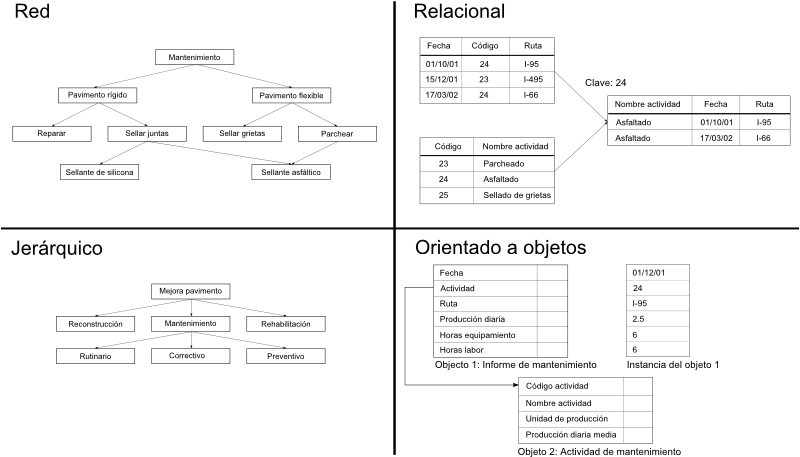 Red
Mantenimiento
Pavimento rígido
Pavimento flexible
Reparar
Sellar juntas
Sellar grietas
Parchear
Sellante de silicona
Sellante asfáltico
Relacional
Fecha Código Ruta
01/10/01 24 I-95
15/12/01 23 I-495
17/03/02 24 I-66
Clave: 24
Nombre actividad Fecha Ruta
Asfaltado 01/10/01 I-95
Asfaltado 17/03/02 I-66
Código Nombre actividad
23 Parcheado
24 Asfaltado
25 Sellado de grietas
Jerárquico
Mejora pavimento
Reconstrucción
Mantenimiento
Rehabilitación
Rutinario
Correctivo
Preventivo
Orientado a objetos
Fecha
Actividad
Ruta
Producción diaria
Horas equipamiento
Horas labor
Objecto 1: Informe de mantenimiento
01/12/01
24
I-95
2.5
6
6
Instancia del objeto 1
Código actividad
Nombre actividad
Unidad de producción
Producción diaria media
Objeto 2: Actividad de mantenimiento